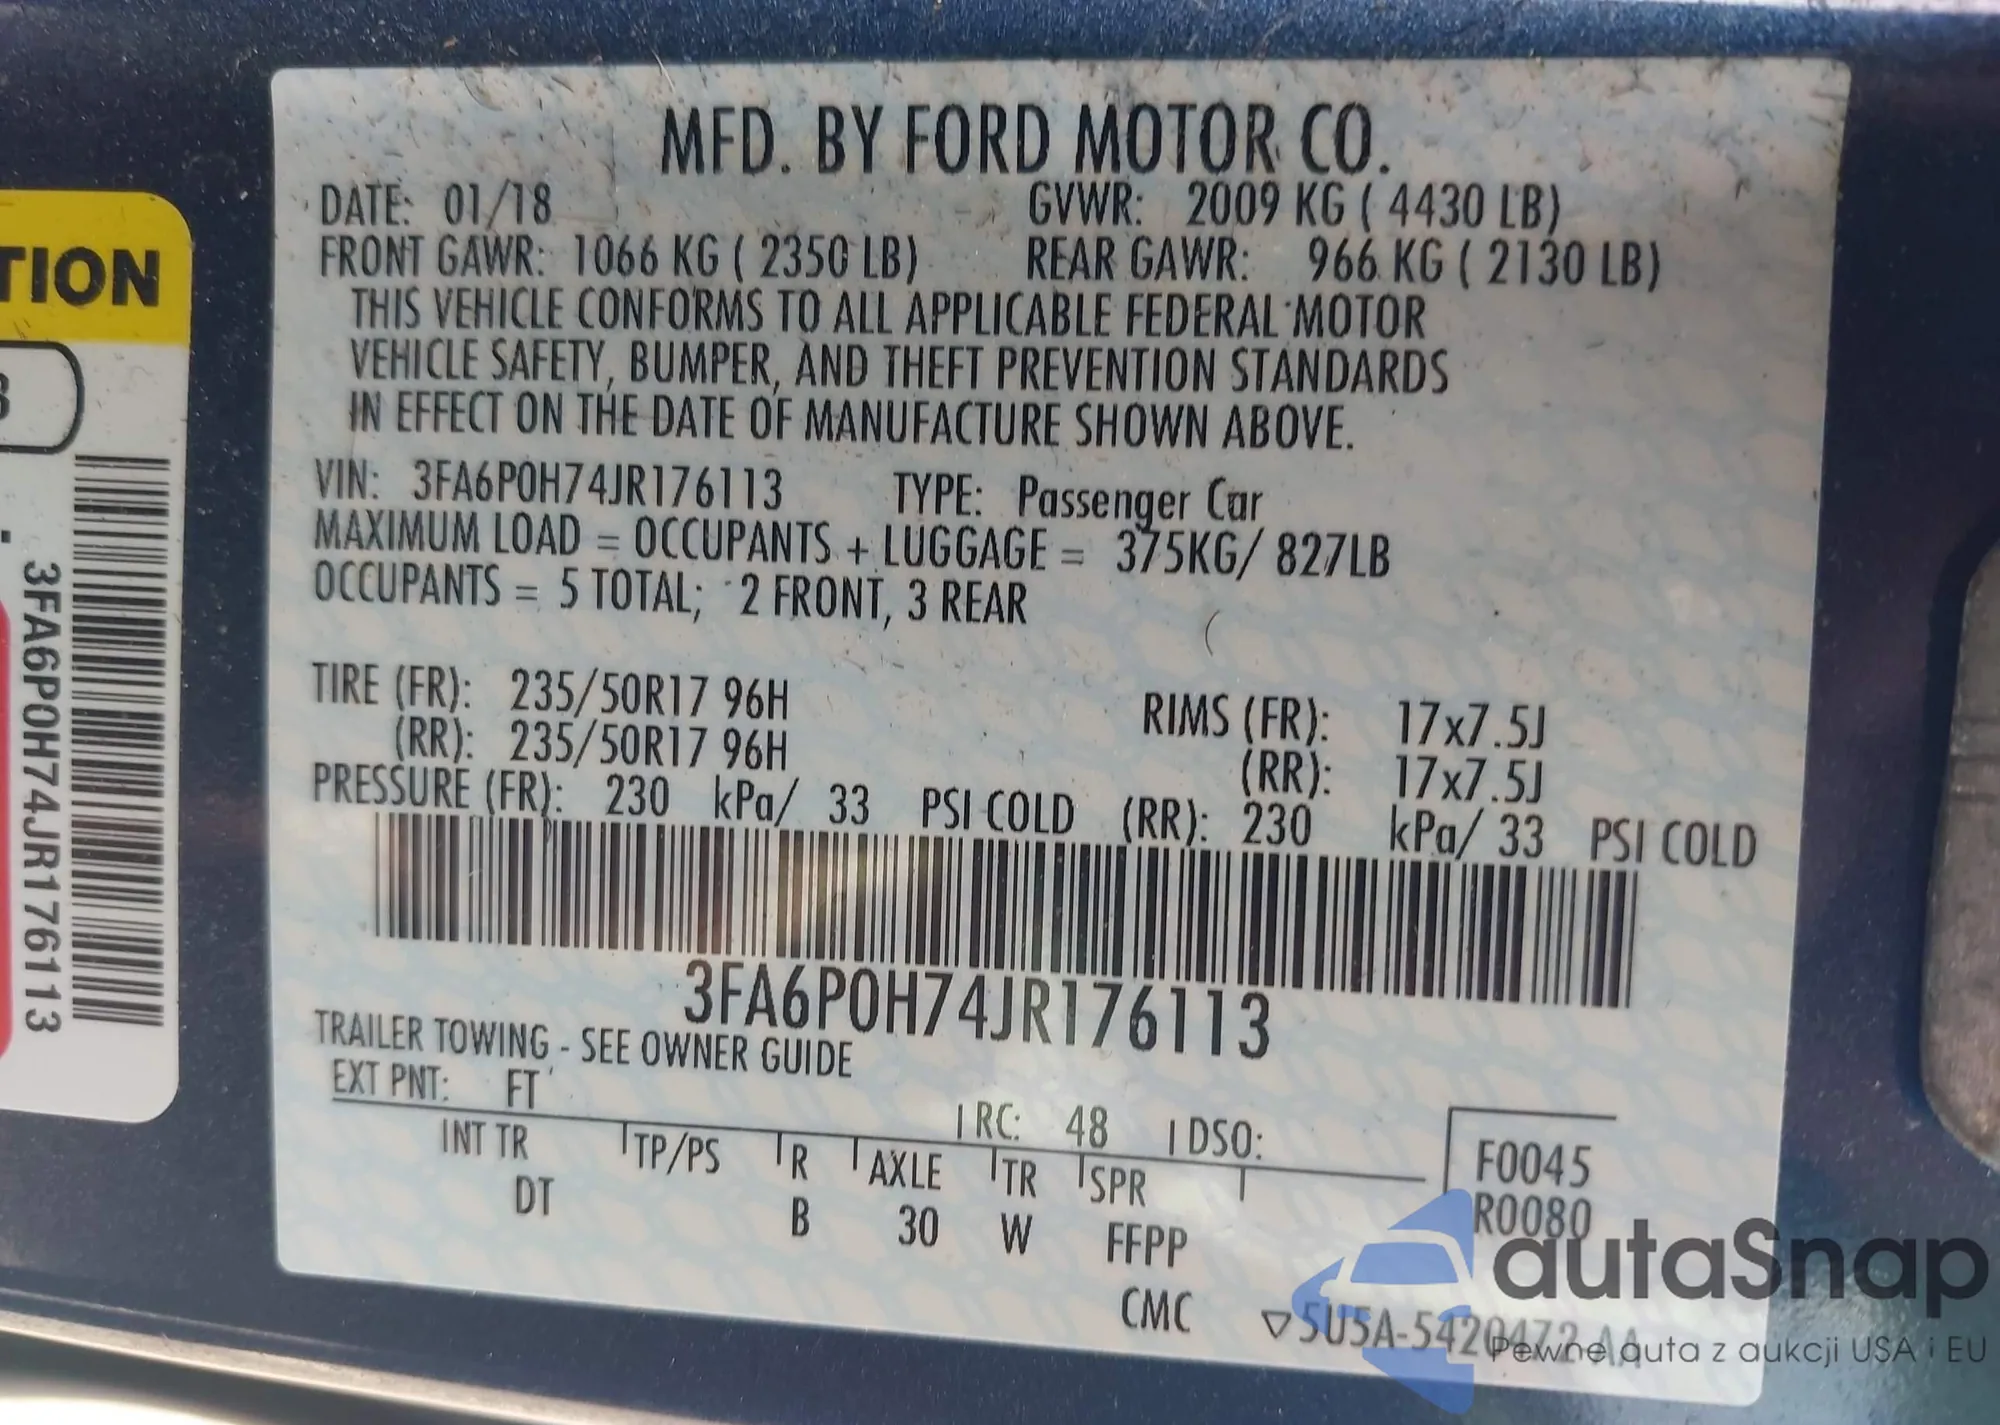 TION
3FA6P0H74JR176113
MFD. BY FORD MOTOR CO.
DATE: 01/18 GVWR: 2009 KG ( 4430 LB)
FRONT GAWR: 1066 KG ( 2350 LB) REAR GAWR: 966 KG ( 2130 LB)
THIS VEHICLE CONFORMS TO ALL APPLICABLE FEDERAL MOTOR
VEHICLE SAFETY, BUMPER, AND THEFT PREVENTION STANDARDS
IN EFFECT ON THE DATE OF MANUFACTURE SHOWN ABOVE.
VIN: 3FA6P0H74JR176113 TYPE: Passenger Car
MAXIMUM LOAD = OCCUPANTS + LUGGAGE = 375KG/ 827LB
OCCUPANTS = 5 TOTAL; 2 FRONT, 3 REAR
TIRE (FR): 235/50R17 96H RIMS (FR): 17x7.5J
(RR): 235/50R17 96H (RR): 17x7.5J
PRESSURE (FR): 230 kPa/ 33 PSI COLD (RR): 230 kPa/ 33 PSI COLD
3FA6P0H74JR176113
TRAILER TOWING - SEE OWNER GUIDE
EXT PNT: FT RC: 48 DSO:
INT TR TP/PS R AXLE TR SPR F0045
DT B 30 W FFPP R0080
CMC ▽5U5A-5420472-AA
autaSnap
Pewne auta z aukcji USA i EU